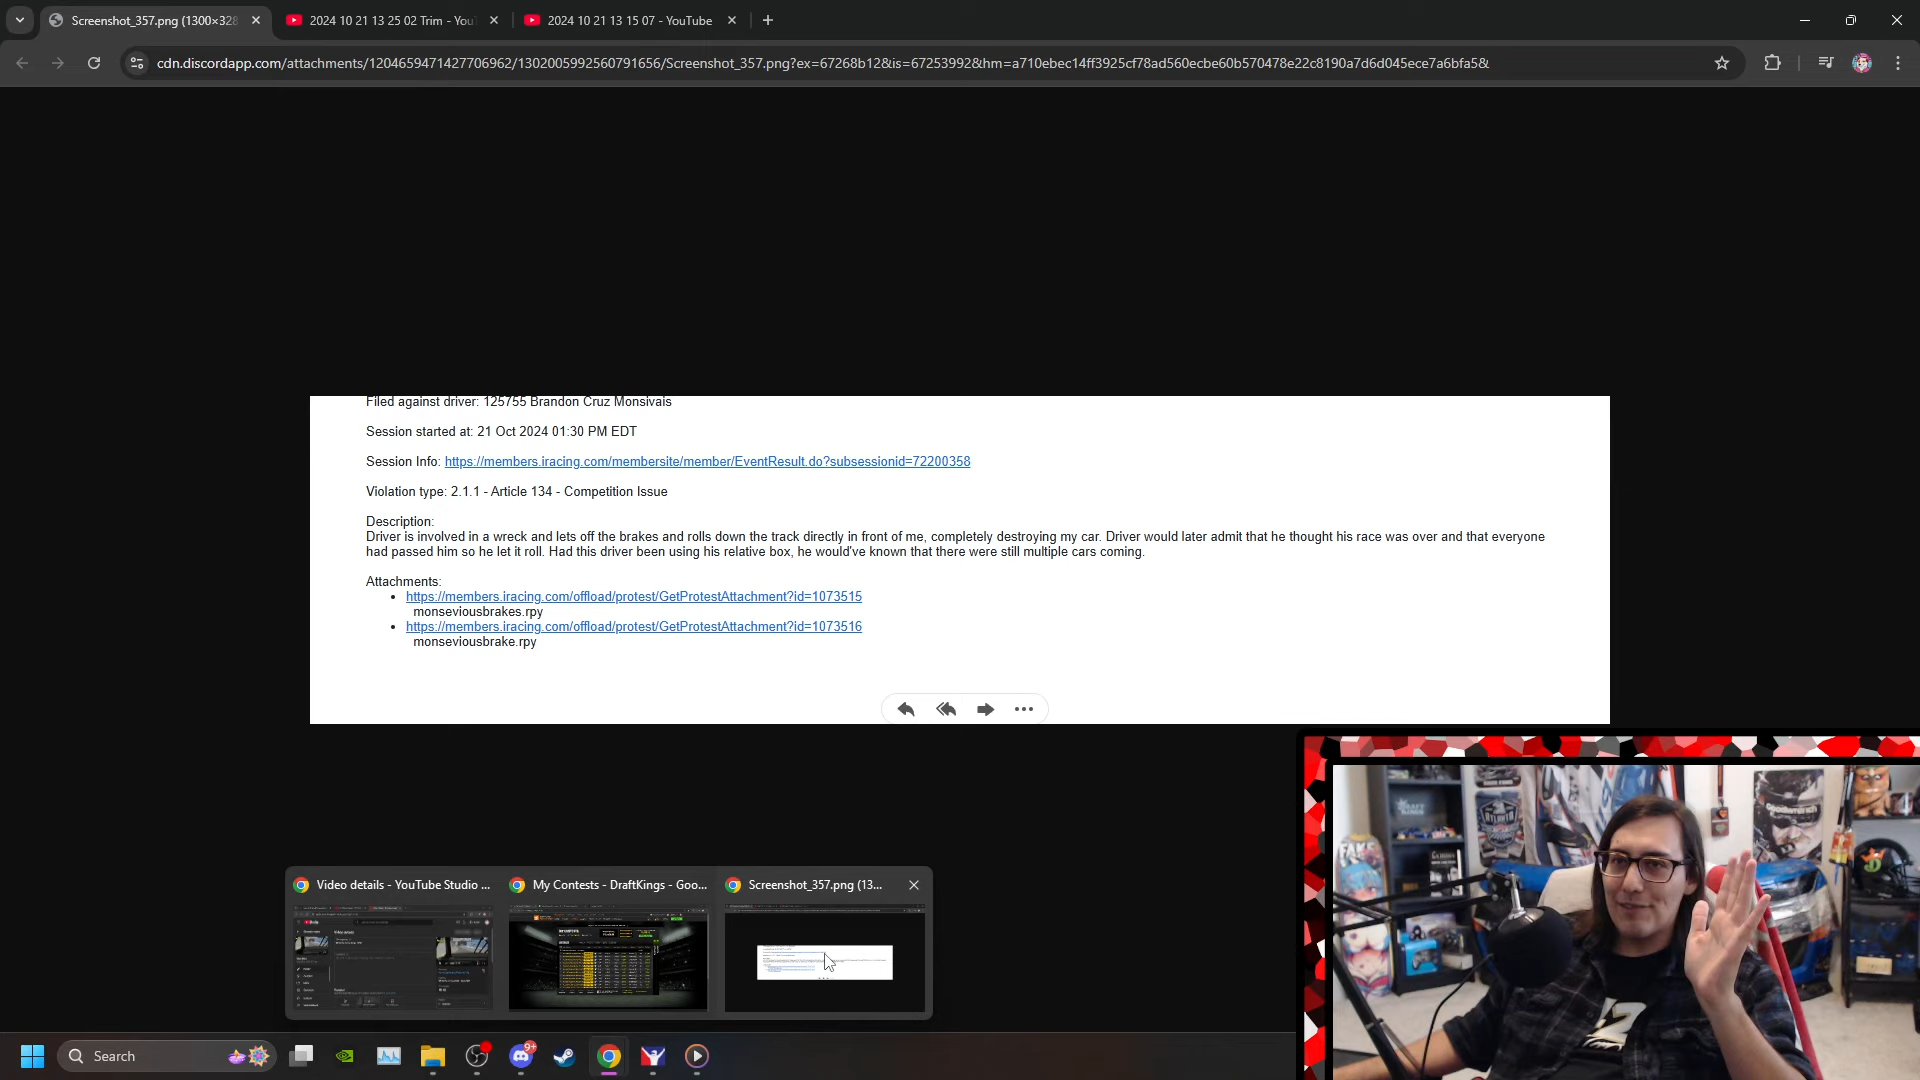 Screenshot_357.png (1300×328
2024 10 21 13 25 02 Trim - You
2024 10 21 13 15 07 - YouTube
cdn.discordapp.com/attachments/1204659471427706962/1302005992560791656/Screenshot_357.png?ex=67268b12&is=67253992&hm=a710ebec14ff3925cf78ad560ecbe60b570478e22c8190a7d6d045ece7a6bfa5&
Filed against driver: 125755 Brandon Cruz Monsivais
Session started at: 21 Oct 2024 01:30 PM EDT
Session Info: https://members.iracing.com/membersite/member/EventResult.do?subsessionid=72200358
Violation type: 2.1.1 - Article 134 - Competition Issue
Description:
Driver is involved in a wreck and lets off the brakes and rolls down the track directly in front of me, completely destroying my car. Driver would later admit that he thought his race was over and that everyone
had passed him so he let it roll. Had this driver been using his relative box, he would've known that there were still multiple cars coming.
Attachments:
https://members.iracing.com/offload/protest/GetProtestAttachment?id=1073515
monseviousbrakes.rpy
https://members.iracing.com/offload/protest/GetProtestAttachment?id=1073516
monseviousbrake.rpy
Video details - YouTube Studio ...
My Contests - DraftKings - Goo...
Screenshot_357.png (13...
ATLANTA
Search
9+